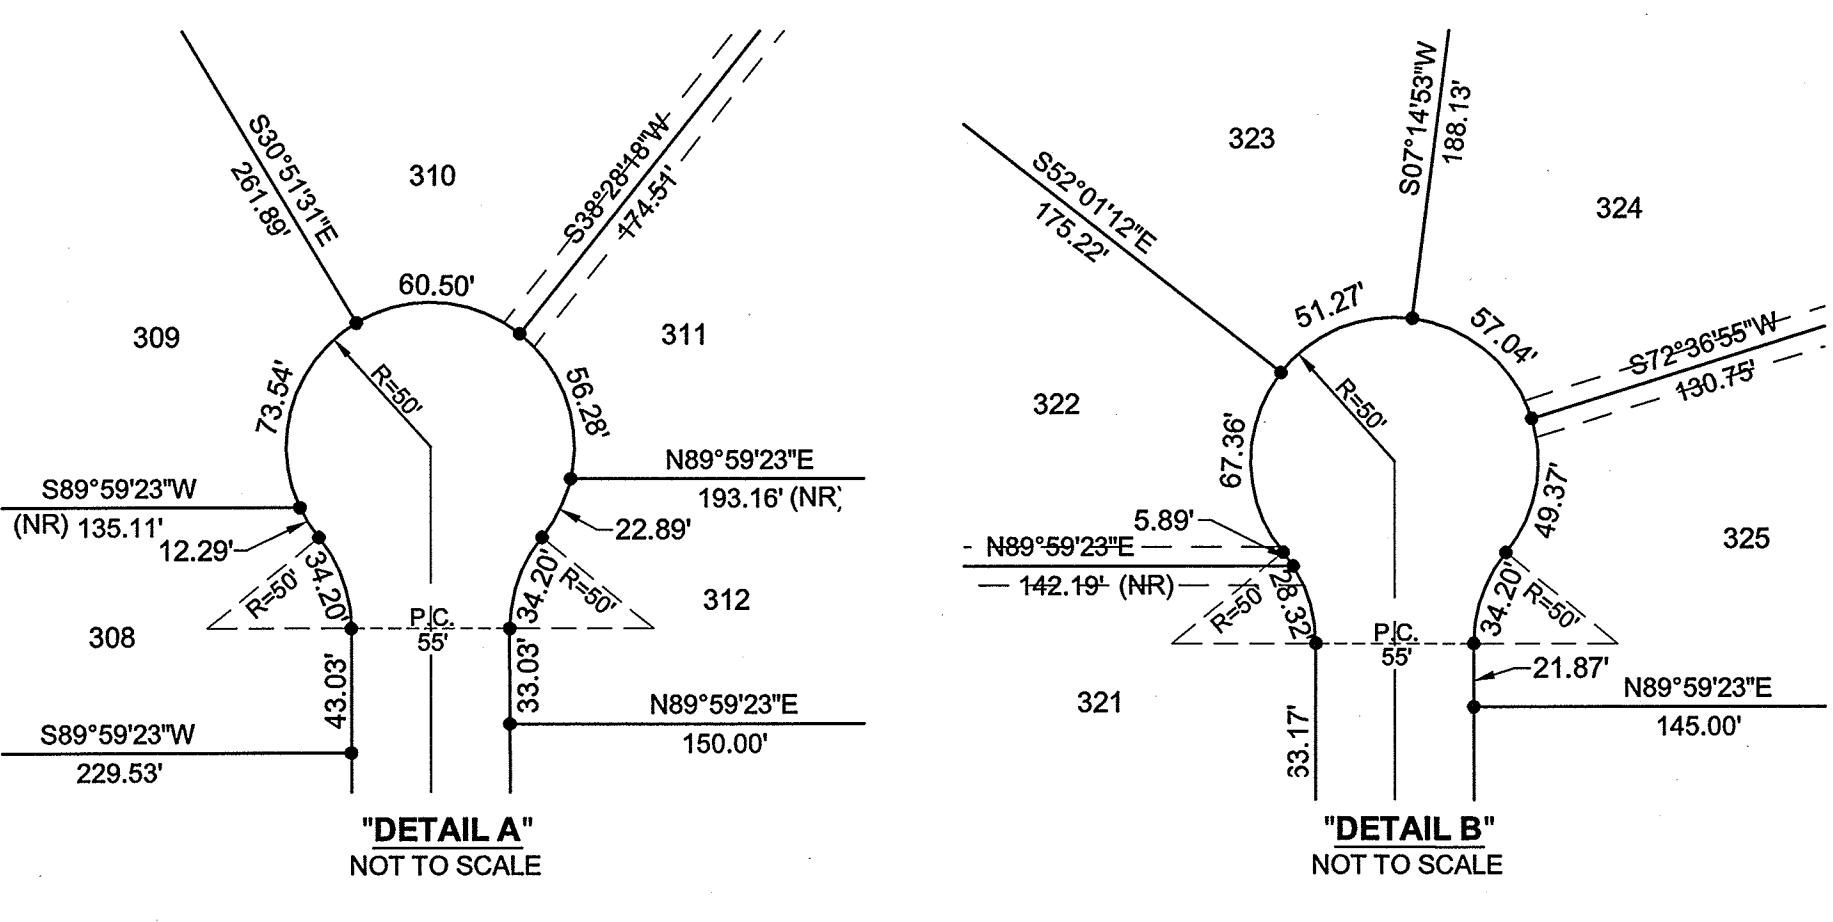 S30°51'31"E
261.89'
310
S38°28'18"W
174.51'
309
60.50'
311
73.54'
R=50'
56.28'
S89°59'23"W
(NR) 135.11'
N89°59'23"E
193.16' (NR)
12.29'
22.89'
R=50'
34.20'
34.20'
R=50'
308
P.C.
55'
312
43.03'
33.03'
S89°59'23"W
229.53'
N89°59'23"E
150.00'
"DETAIL A"
NOT TO SCALE
323
S07°14'53"W
188.13'
S52°01'12"E
175.22'
324
51.27'
57.04'
S72°36'55"W
130.75'
322
R=50'
67.36'
49.37'
5.89'
N89°59'23"E
142.19' (NR)
325
R=50'
28.32'
34.20'
R=50'
P.C.
55'
321
21.87'
63.17'
N89°59'23"E
145.00'
"DETAIL B"
NOT TO SCALE